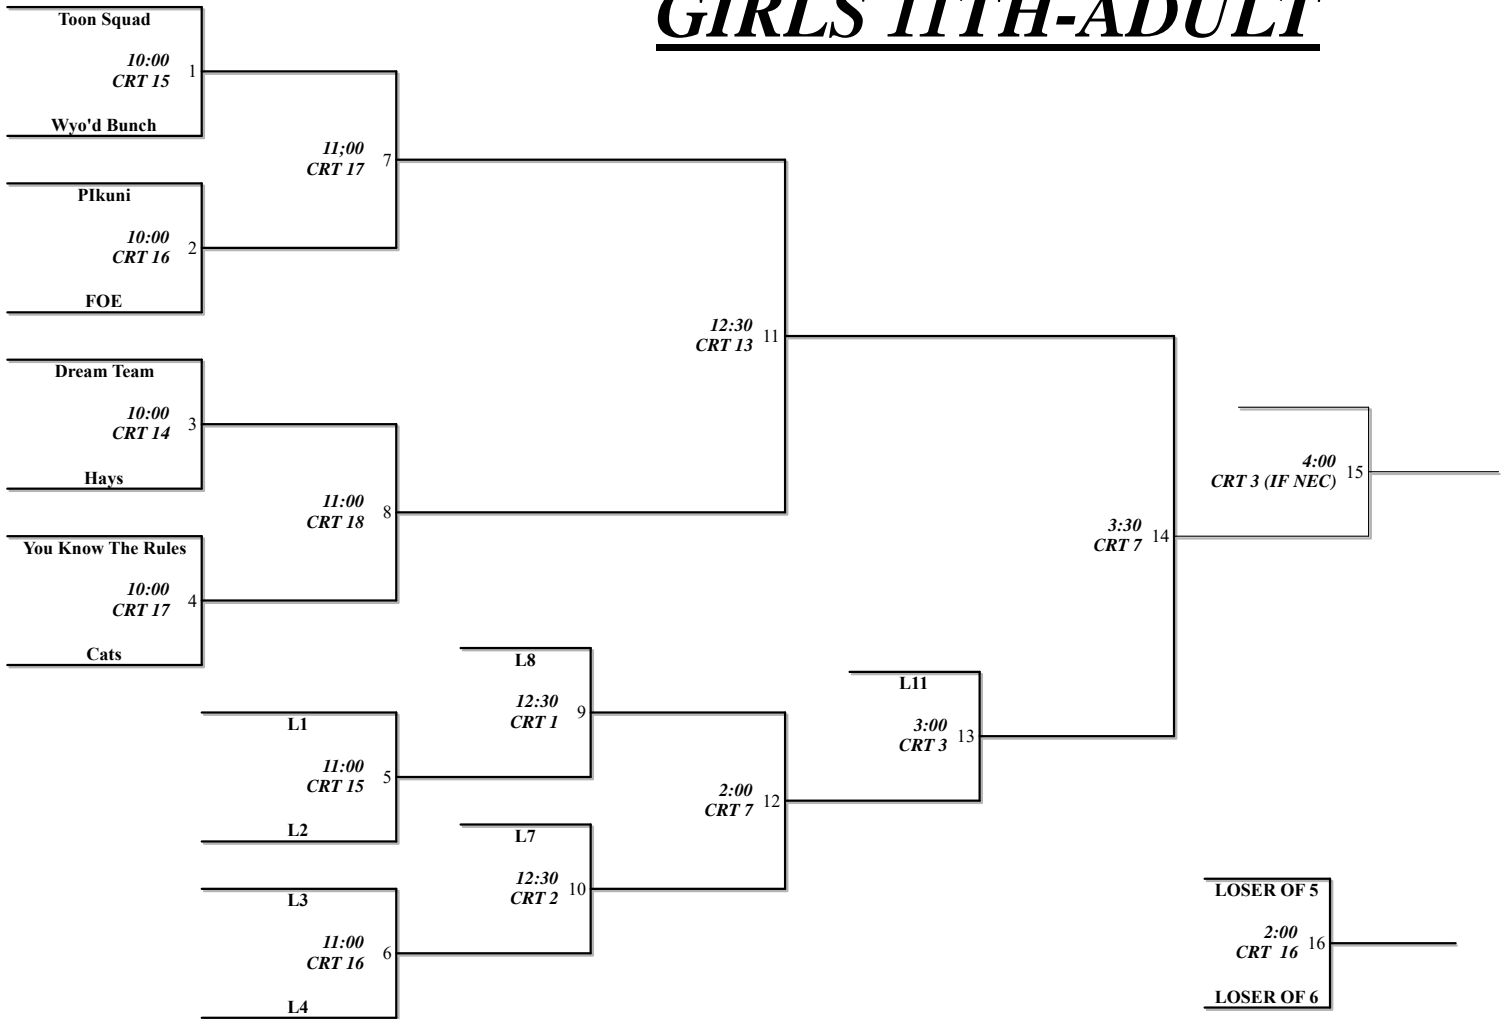 GIRLS 11TH-ADULT
Toon Squad
10:00
CRT 15
1
Wyo'd Bunch
11;00
CRT 17
7
PIkuni
10:00
CRT 16
2
FOE
12:30
CRT 13
11
Dream Team
10:00
CRT 14
3
Hays
11:00
CRT 18
8
You Know The Rules
10:00
CRT 17
4
Cats
4:00
CRT 3 (IF NEC)
15
3:30
CRT 7
14
L8
12:30
CRT 1
9
L11
3:00
CRT 3
13
L1
11:00
CRT 15
5
L2
2:00
CRT 7
12
L7
12:30
CRT 2
10
L3
11:00
CRT 16
6
L4
LOSER OF 5
2:00
CRT 16
16
LOSER OF 6